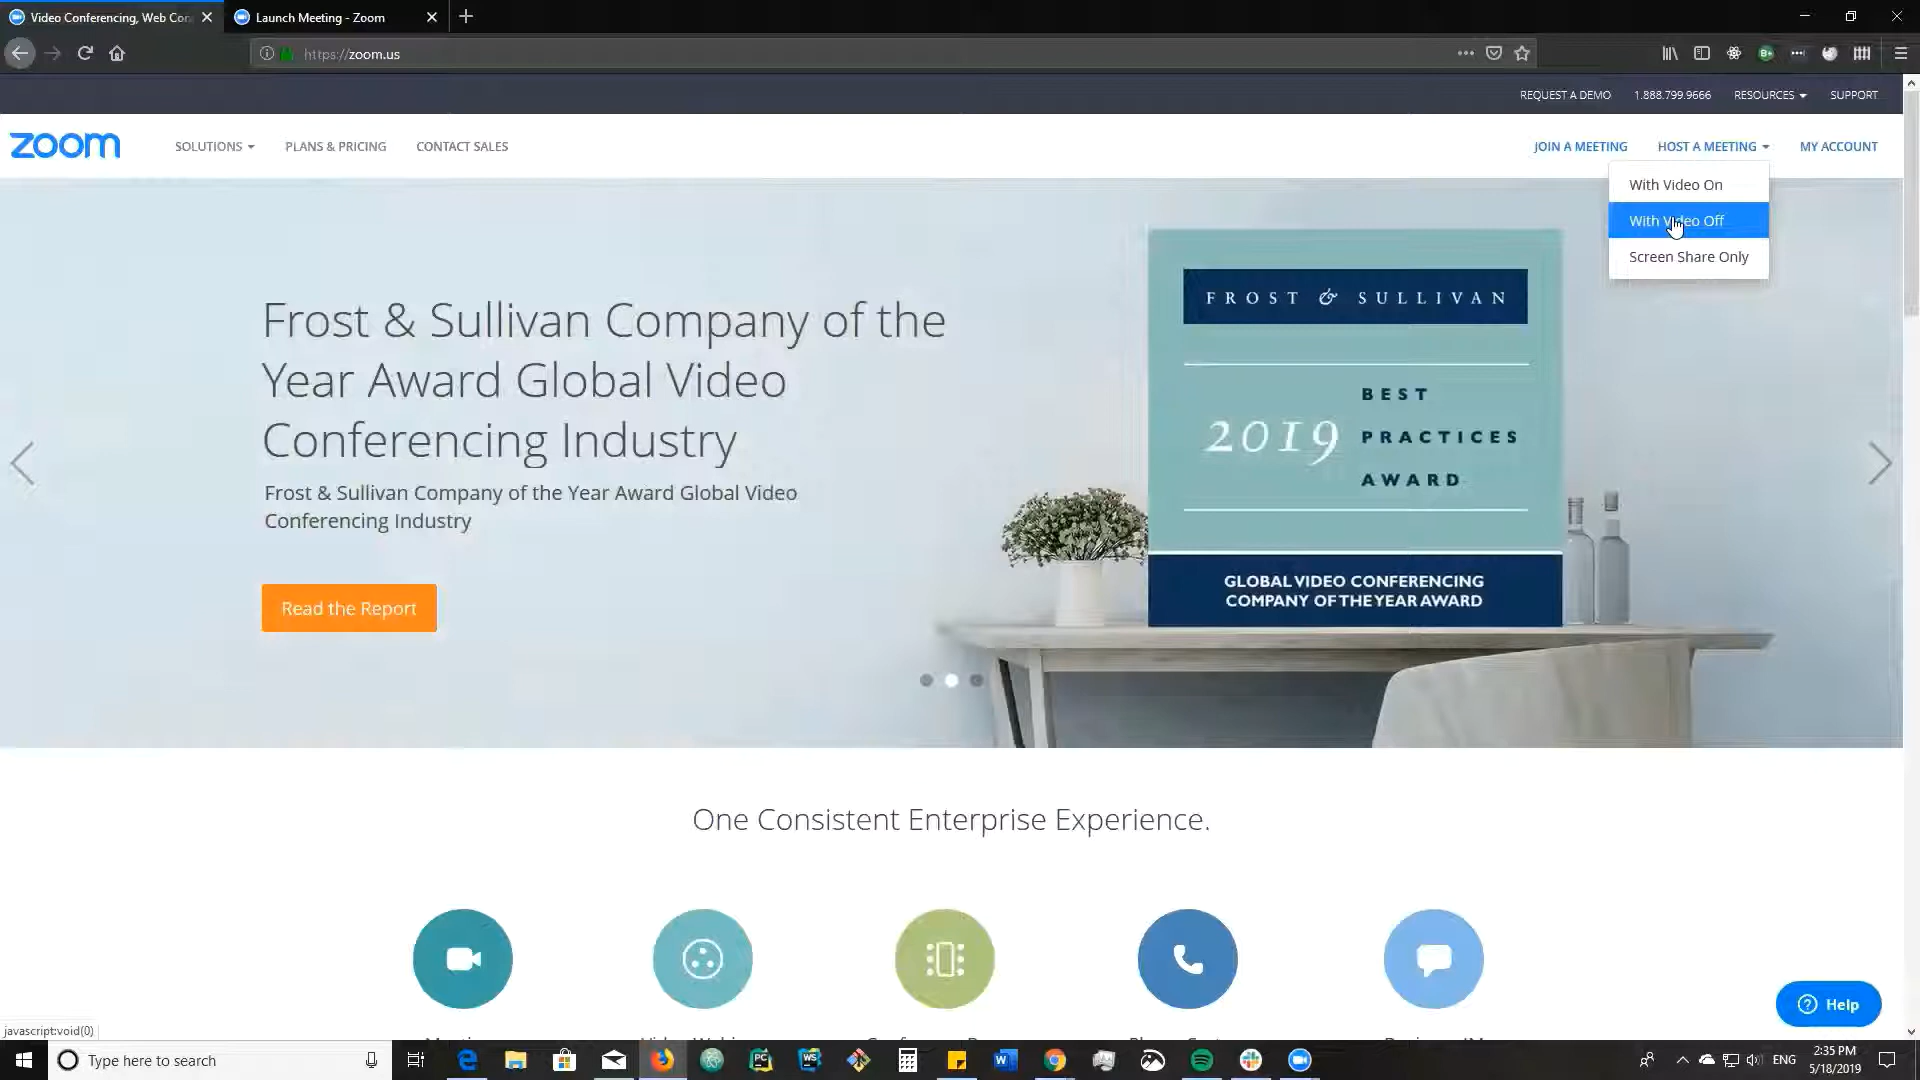 Video Conferencing, Web Con
Launch Meeting - Zoom
https://zoom.us
REQUEST A DEMO
1.888.799.9666
RESOURCES
SUPPORT
zoom
SOLUTIONS
PLANS & PRICING
CONTACT SALES
JOIN A MEETING
HOST A MEETING
MY ACCOUNT
With Video On
With Video Off
Screen Share Only
Frost & Sullivan Company of the
Year Award Global Video
Conferencing Industry
Frost & Sullivan Company of the Year Award Global Video
Conferencing Industry
Read the Report
FROST & SULLIVAN
2019
BEST
PRACTICES
AWARD
GLOBAL VIDEO CONFERENCING
COMPANY OF THE YEAR AWARD
One Consistent Enterprise Experience.
Help
javascript:void(0)
Type here to search
ENG
2:35 PM
5/18/2019